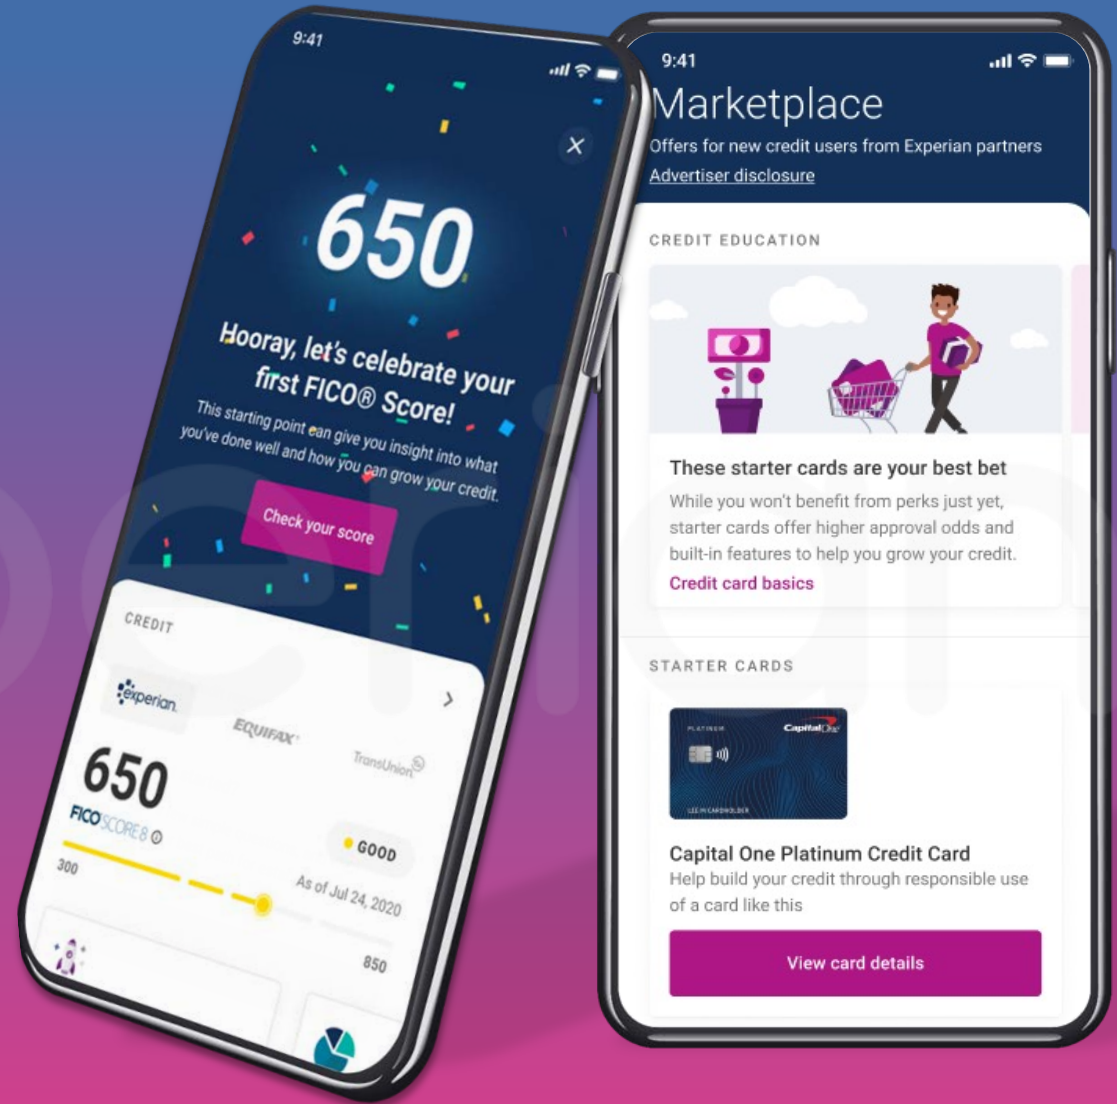 9:41
650
Hooray, let's celebrate your
first FICO® Score!
This starting point can give you insight into what
you've done well and how you can grow your credit.
Check your score
CREDIT
experian.
EQUIFAX
TransUnion
650
FICO SCORE 8
GOOD
300
As of Jul 24, 2020
850
9:41
Marketplace
Offers for new credit users from Experian partners
Advertiser disclosure
CREDIT EDUCATION
These starter cards are your best bet
While you won't benefit from perks just yet,
starter cards offer higher approval odds and
built-in features to help you grow your credit.
Credit card basics
STARTER CARDS
PLATINUM
Capital One
LEE M CARDHOLDER
Capital One Platinum Credit Card
Help build your credit through responsible use
of a card like this
View card details